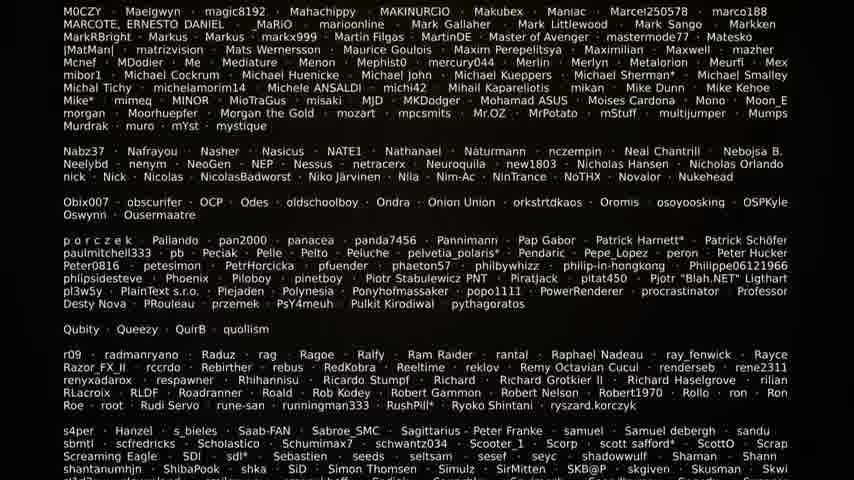 M0CZY · Maelgwyn · magic8192 · Mahachippy · MAKINURCIO · Makubex · Maniac · Marcel250578 · marco188
MARCOTE, ERNESTO DANIEL · _MaRiO · marioonline · Mark Gallaher · Mark Littlewood · Mark Sango · Markken
MarkRBright · Markus · Markus · markx999 · Martin Filgas · MartinDE · Master of Avenger · mastermode77 · Matesko
|MatMan| · matrizvision · Mats Wernersson · Maurice Goulois · Maxim Perepelitsya · Maximilian · Maxwell · mazher
Mcnef · MDodier · Me · Mediature · Menon · Mephist0 · mercury044 · Merlin · Merlyn · Metalorion · Meurfi · Mex
mibor1 · Michael Cockrum · Michael Huenicke · Michael John · Michael Kueppers · Michael Sherman* · Michael Smalley
Michal Tichy · michelamorim14 · Michele ANSALDI · michi42 · Mihail Kapareliotis · mikan · Mike Dunn · Mike Kehoe
Mike* · mimeq · MINOR · MioTraGus · misaki · MJD · MKDodger · Mohamad ASUS · Moises Cardona · Mono · Moon_E
morgan · Moorhuepfer · Morgan the Gold · mozart · mpcsmits · Mr.OZ · MrPotato · mStuff · multijumper · Mumps
Murdrak · muro · mYst · mystique
Nabz37 · Nafrayou · Nasher · Nasicus · NATE1 · Nathanael · Naturmann · nczempin · Neal Chantrill · Nebojsa B.
Neelybd · nenym · NeoGen · NEP · Nessus · netracerx · Neuroquila · new1803 · Nicholas Hansen · Nicholas Orlando
nick · Nick · Nicolas · NicolasBadworst · Niko Järvinen · Nila · Nim-Ac · NinTrance · NoTHX · Novalor · Nukehead
Obix007 · obscurifer · OCP · Odes · oldschoolboy · Ondra · Onion Union · orkstrtdkaos · Oromis · osoyoosking · OSPKyle
Oswynn · Ousermaatre
p o r c z e k · Pallando · pan2000 · panacea · panda7456 · Pannimann · Pap Gabor · Patrick Harnett* · Patrick Schöfer
paulmitchell333 · pb · Peciak · Pelle · Pelto · Peluche · pelvetia_polaris* · Pendaric · Pepe_Lopez · peron · Peter Hucker
Peter0816 · petesimon · PetrHorcicka · pfuender · phaeton57 · philbywhizz · philip-in-hongkong · Philippe06121966
phlipsidesteve · Phoenix · Piloboy · pinetboy · Piotr Stabulewicz PNT · PiratJack · pitat450 · Pjotr "Blah.NET" Ligthart
pl3w5y · PlainText s.r.o. · Plejaden · Polynesia · Ponyhofmassaker · popo1111 · PowerRenderer · procrastinator · Professor
Desty Nova · PRouleau · przemek · PsY4meuh · Pulkit Kirodiwal · pythagoratos
Qubity · Queezy · QuirB · quollism
r09 · radmanryano · Raduz · rag · Ragoe · Ralfy · Ram Raider · rantal · Raphael Nadeau · ray_fenwick · Rayce
Razor_FX_II · rccrdo · Rebirther · rebus · RedKobra · Reeltime · reklov · Remy Octavian Cucui · renderseb · rene2311
renyxadarox · respawner · Rhihannisu · Ricardo Stumpf · Richard · Richard Grotkier II · Richard Haselgrove · rilian
RLacroix · RLDF · Roadranner · Roald · Rob Kodey · Robert Gammon · Robert Nelson · Robert1970 · Rollo · ron · Ron
Roe · root · Rudi Servo · rune-san · runningman333 · RushPill* · Ryoko Shintani · ryszard.korczyk
s4per · Hanzel · s_bieles · Saab-FAN · Sabroe_SMC · Sagittarius - Peter Franke · samuel · Samuel debergh · sandu
sbmti · scfredricks · Scholastico · Schumimax7 · schwantz034 · Scooter_1 · Scorp · scott safford* · ScottO · Scrap
Screaming Eagle · SDI · sdl* · Sebastien · seeds · seltsam · sesef · seyc · shadowwulf · Shaman · Shann
shantanumhjn · ShibaPook · shka · SiD · Simon Thomsen · Simulz · SirMitten · SKB@P · skgiven · Skusman · Skwi